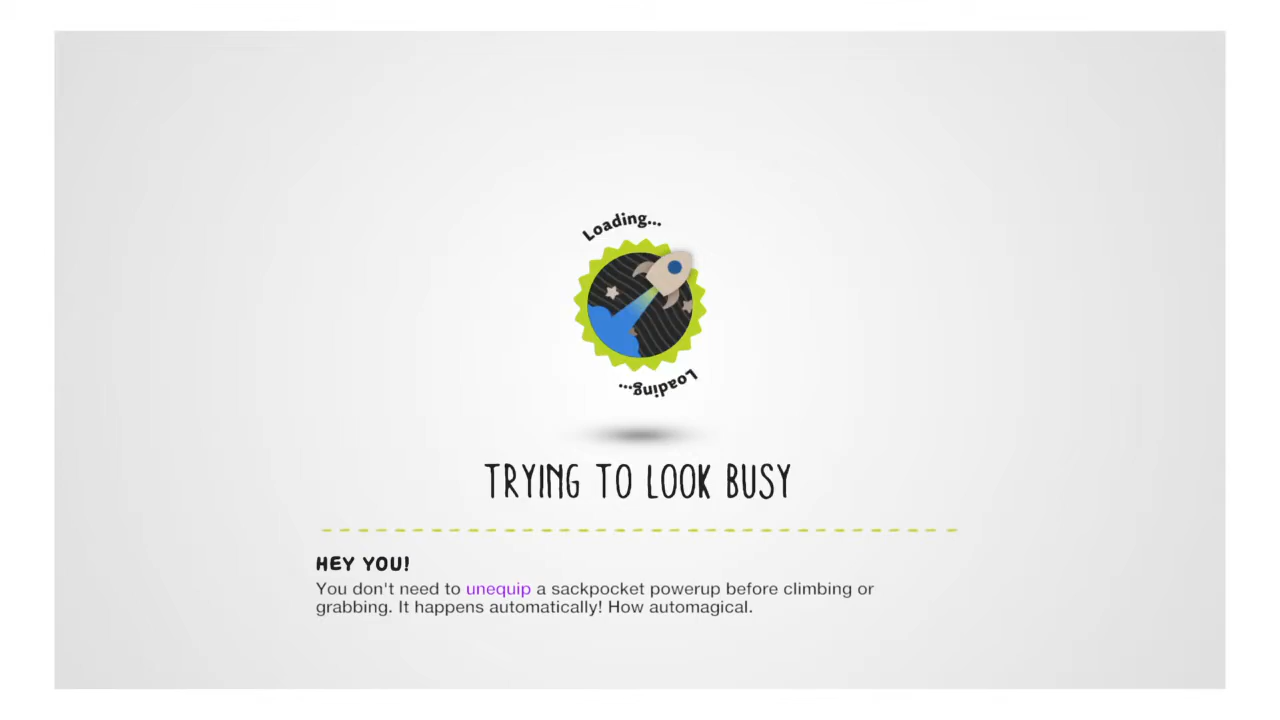 Loading...
Loading...
TRYING TO LOOK BUSY
HEY YOU!
You don't need to unequip a sackpocket powerup before climbing or
grabbing. It happens automatically! How automagical.